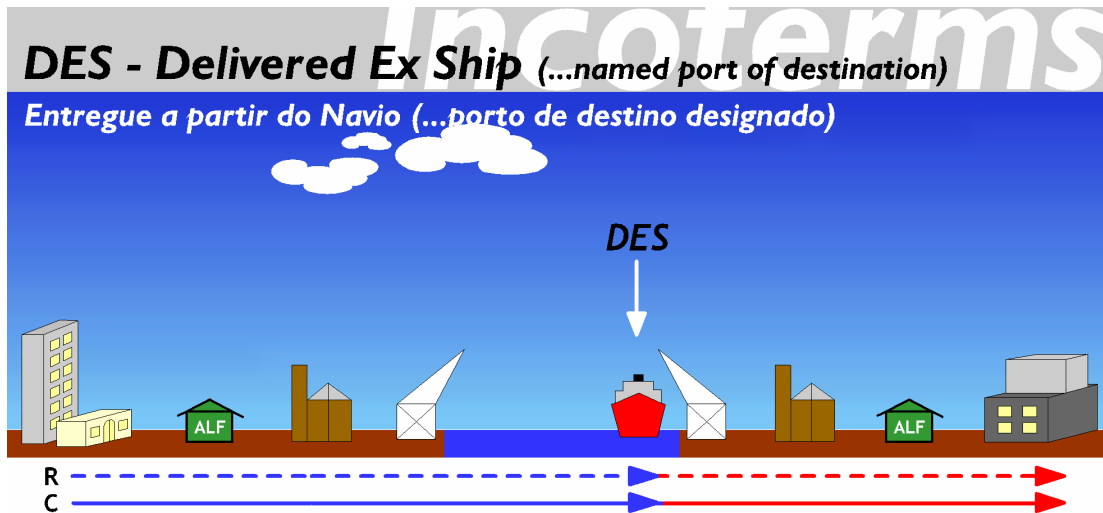 Incoterms
DES - Delivered Ex Ship (...named port of destination)
Entregue a partir do Navio (...porto de destino designado)
DES
ALF
ALF
R
C